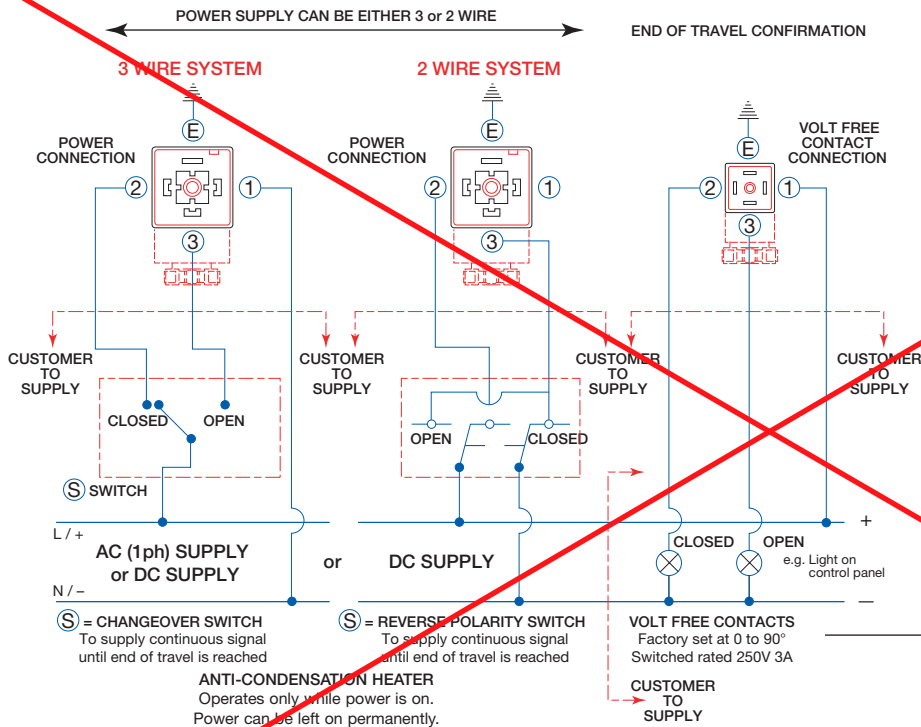 POWER SUPPLY CAN BE EITHER 3 or 2 WIRE
END OF TRAVEL CONFIRMATION
3 WIRE SYSTEM
2 WIRE SYSTEM
POWER
CONNECTION
E
2
1
3
POWER
CONNECTION
E
2
1
3
VOLT FREE
CONTACT
CONNECTION
E
2
1
3
CUSTOMER
TO
SUPPLY
CUSTOMER
TO
SUPPLY
CUSTOMER
TO
SUPPLY
CUSTOMER
TO
SUPPLY
CLOSED
OPEN
OPEN
CLOSED
S SWITCH
L / +
AC (1ph) SUPPLY
or DC SUPPLY
or
DC SUPPLY
N / –
+
CLOSED
OPEN
e.g. Light on
control panel
–
S = CHANGEOVER SWITCH
To supply continuous signal
until end of travel is reached
S = REVERSE POLARITY SWITCH
To supply continuous signal
until end of travel is reached
VOLT FREE CONTACTS
Factory set at 0 to 90°
Switched rated 250V 3A
ANTI-CONDENSATION HEATER
Operates only while power is on.
Power can be left on permanently.
CUSTOMER
TO
SUPPLY